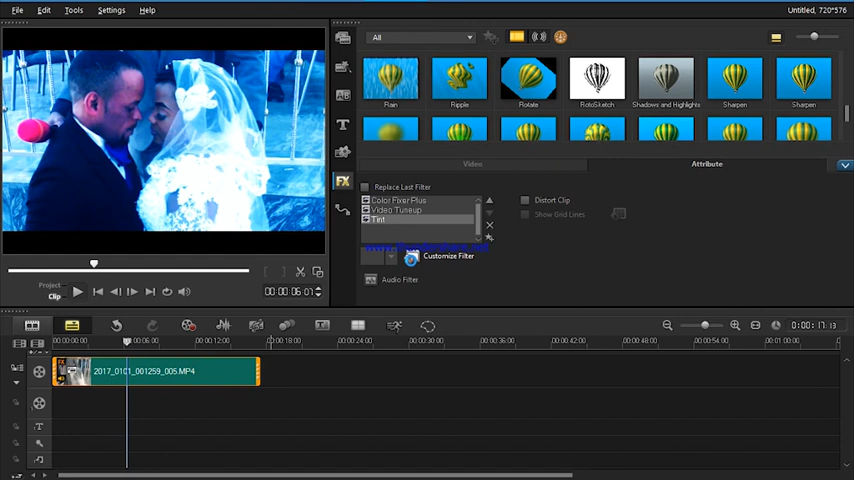 File Edit Tools Settings Help Untitled, 720*576
All
Rain Ripple Rotate RotoSketch Shadows and Highlights Sharpen Sharpen
Video Attribute
Replace Last Filter
Color Fixer Plus
Video Tuneup
Tint
Distort Clip
Show Grid Lines
Customize Filter
Audio Filter
Project
Clip
00:00:06:01
FX
0:00:17.13
00:00:00:00 00:00:06:00 00:00:12:00 00:00:18:00 00:00:24:00 00:00:30:00 00:00:36:00 00:00:42:00 00:00:48:00 00:00:54:00 00:01:00:00
2017_0101_001259_005.MP4